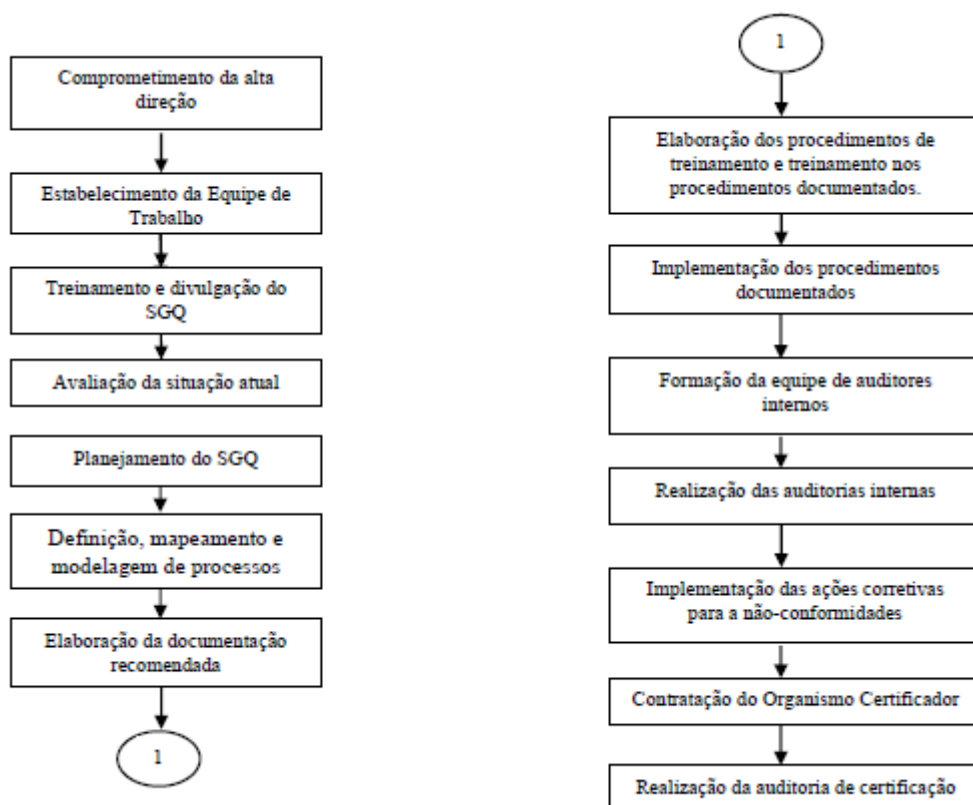 Comprometimento da alta
direção
Estabelecimento da Equipe de
Trabalho
Treinamento e divulgação do
SGQ
Avaliação da situação atual
Planejamento do SGQ
Definição, mapeamento e
modelagem de processos
Elaboração da documentação
recomendada
1
1
Elaboração dos procedimentos de
treinamento e treinamento nos
procedimentos documentados.
Implementação dos procedimentos
documentados
Formação da equipe de auditores
internos
Realização das auditorias internas
Implementação das ações corretivas
para a não-conformidades
Contratação do Organismo Certificador
Realização da auditoria de certificação